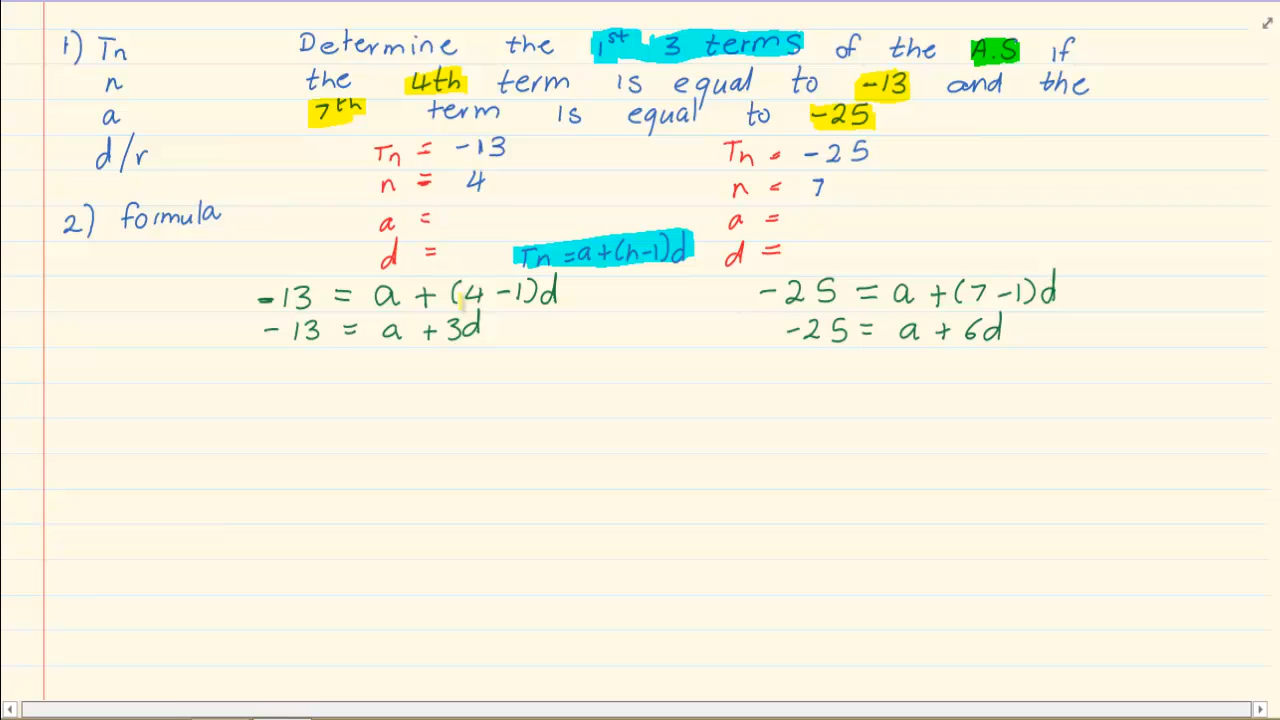 1) Tn Determine the 1st 3 terms of the A.S if
n the 4th term is equal to -13 and the
a 7th term is equal to -25
d/r Tn = -13 Tn = -25
n = 4 n = 7
2) formula a = a =
d = Tn = a + (n-1)d d =
-13 = a + (4 -1)d -25 = a + (7 -1)d
-13 = a + 3d -25 = a + 6d